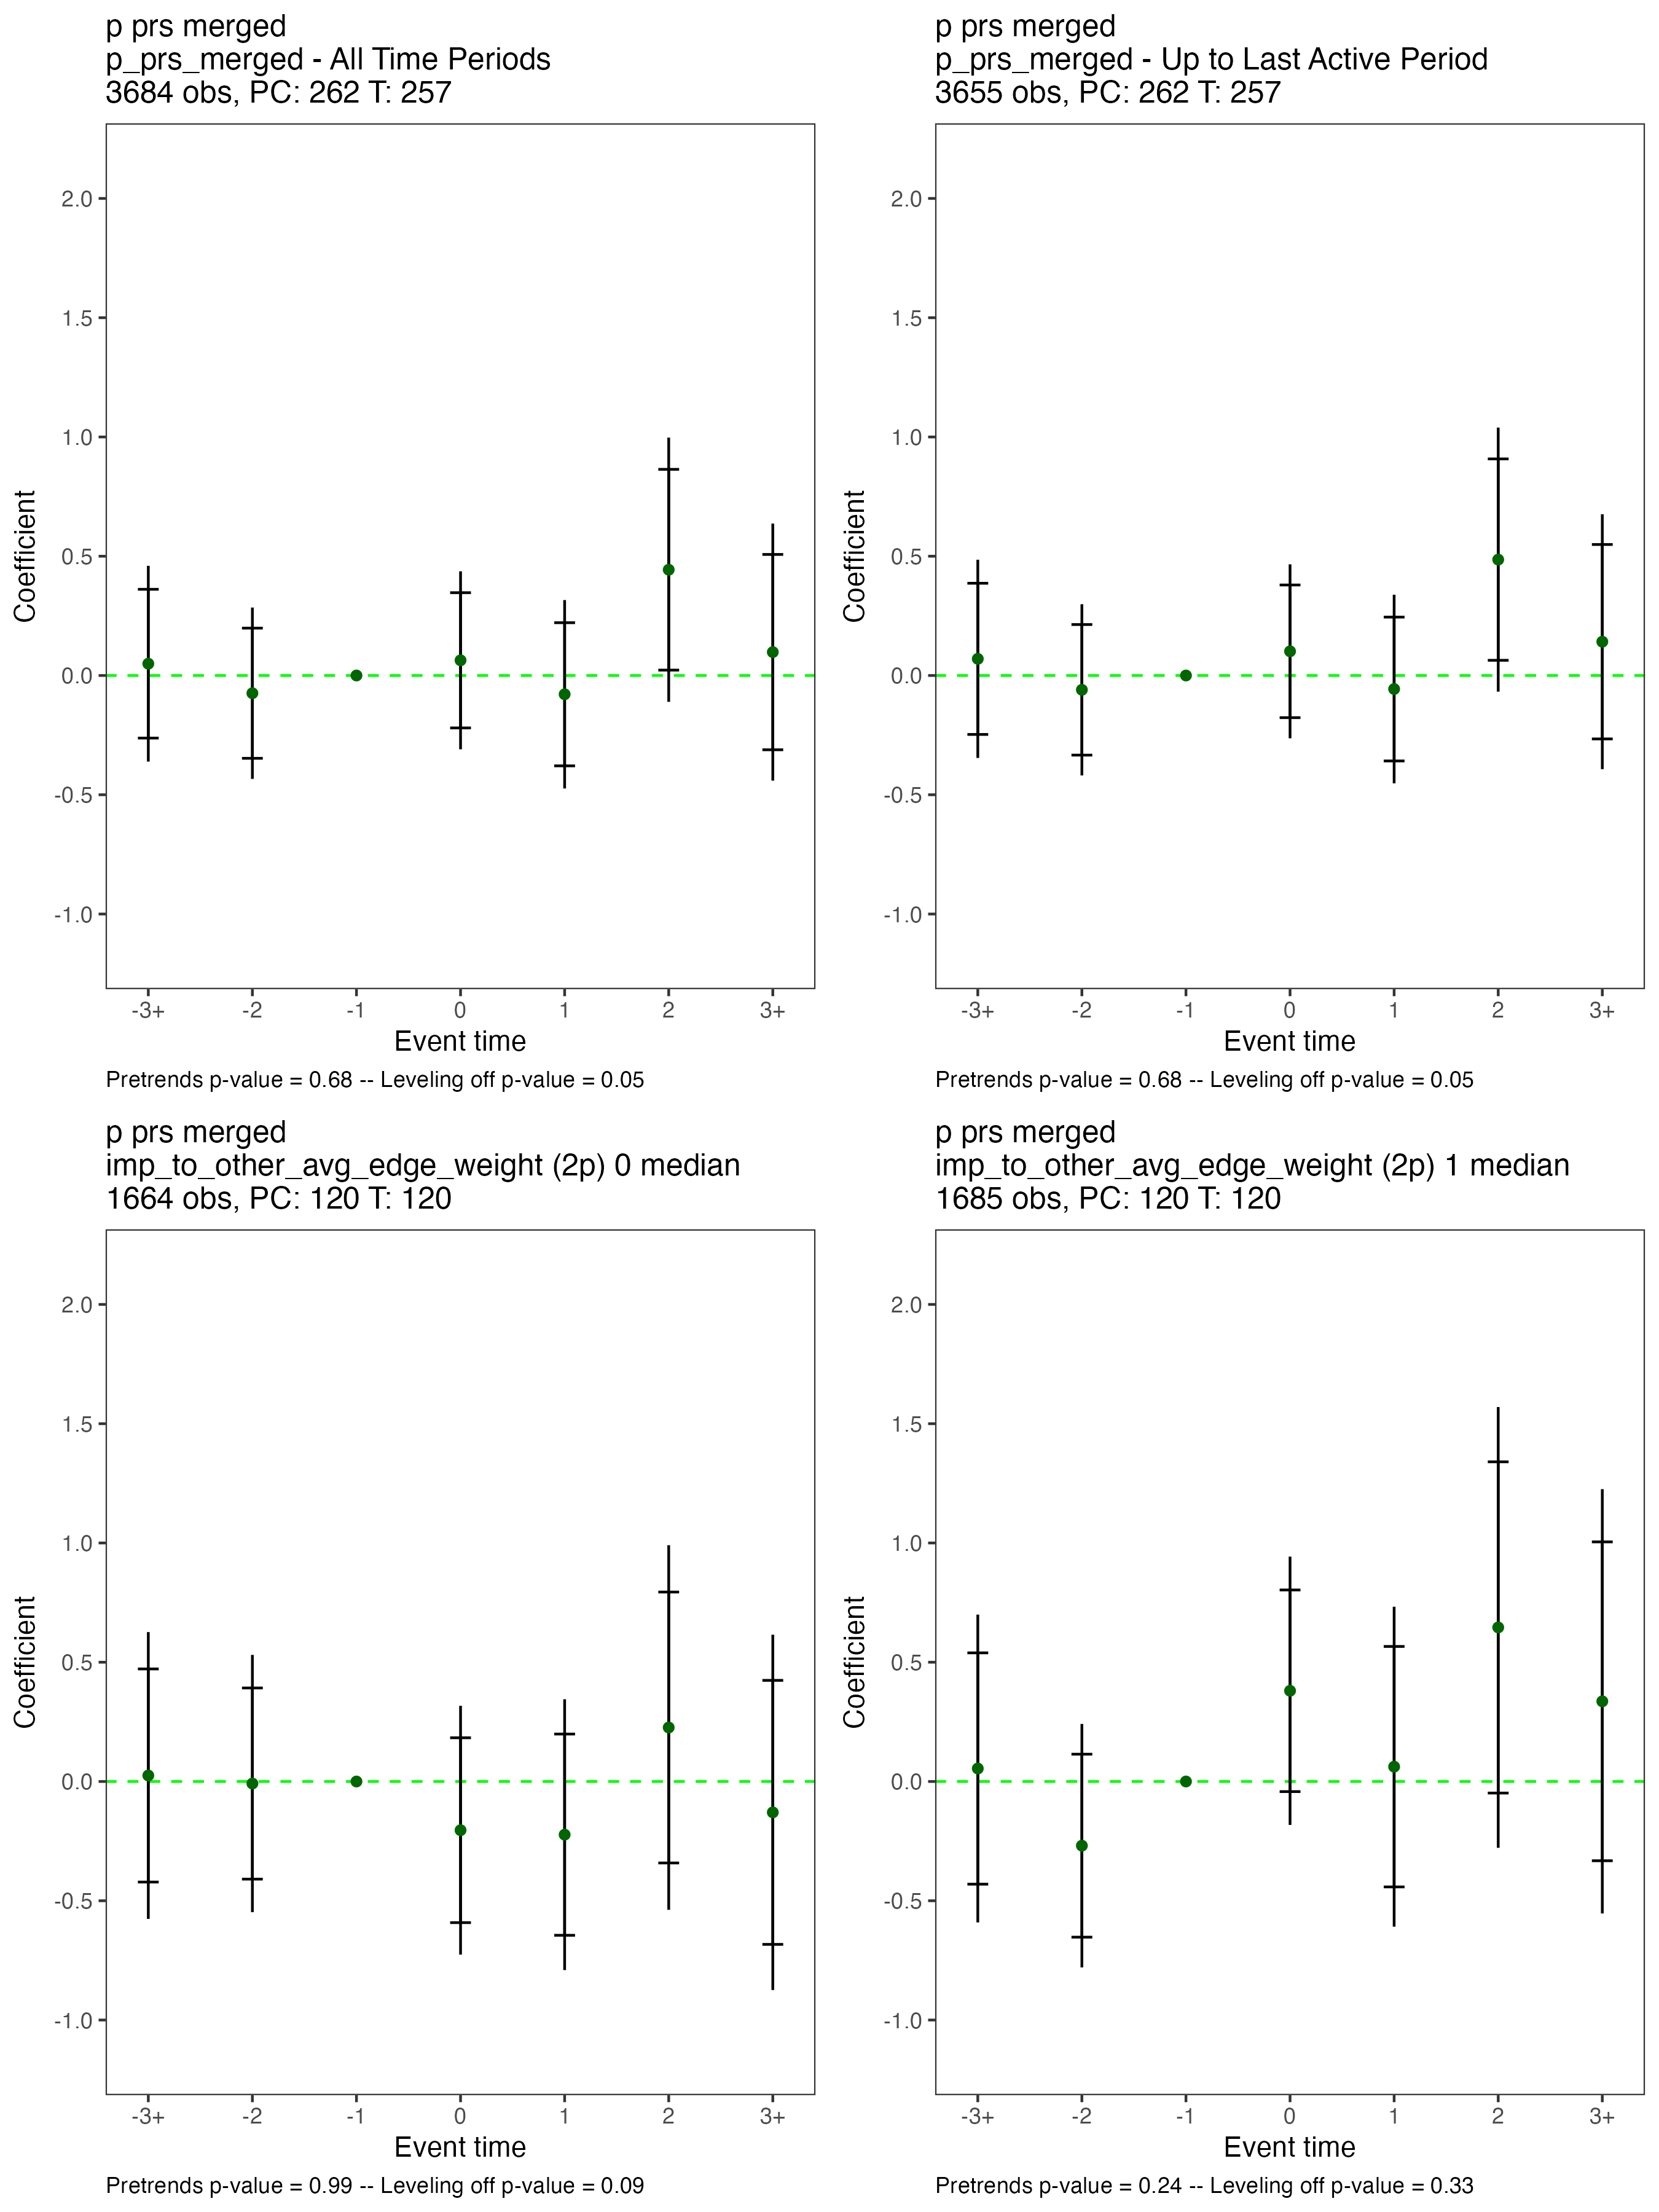 p prs merged
p_prs_merged - All Time Periods
3684 obs, PC: 262 T: 257
Coefficient
2.0
1.5
1.0
0.5
0.0
-0.5
-1.0
-3+ -2 -1 0 1 2 3+
Event time
Pretrends p-value = 0.68 -- Leveling off p-value = 0.05
p prs merged
p_prs_merged - Up to Last Active Period
3655 obs, PC: 262 T: 257
Coefficient
2.0
1.5
1.0
0.5
0.0
-0.5
-1.0
-3+ -2 -1 0 1 2 3+
Event time
Pretrends p-value = 0.68 -- Leveling off p-value = 0.05
p prs merged
imp_to_other_avg_edge_weight (2p) 0 median
1664 obs, PC: 120 T: 120
Coefficient
2.0
1.5
1.0
0.5
0.0
-0.5
-1.0
-3+ -2 -1 0 1 2 3+
Event time
Pretrends p-value = 0.99 -- Leveling off p-value = 0.09
p prs merged
imp_to_other_avg_edge_weight (2p) 1 median
1685 obs, PC: 120 T: 120
Coefficient
2.0
1.5
1.0
0.5
0.0
-0.5
-1.0
-3+ -2 -1 0 1 2 3+
Event time
Pretrends p-value = 0.24 -- Leveling off p-value = 0.33